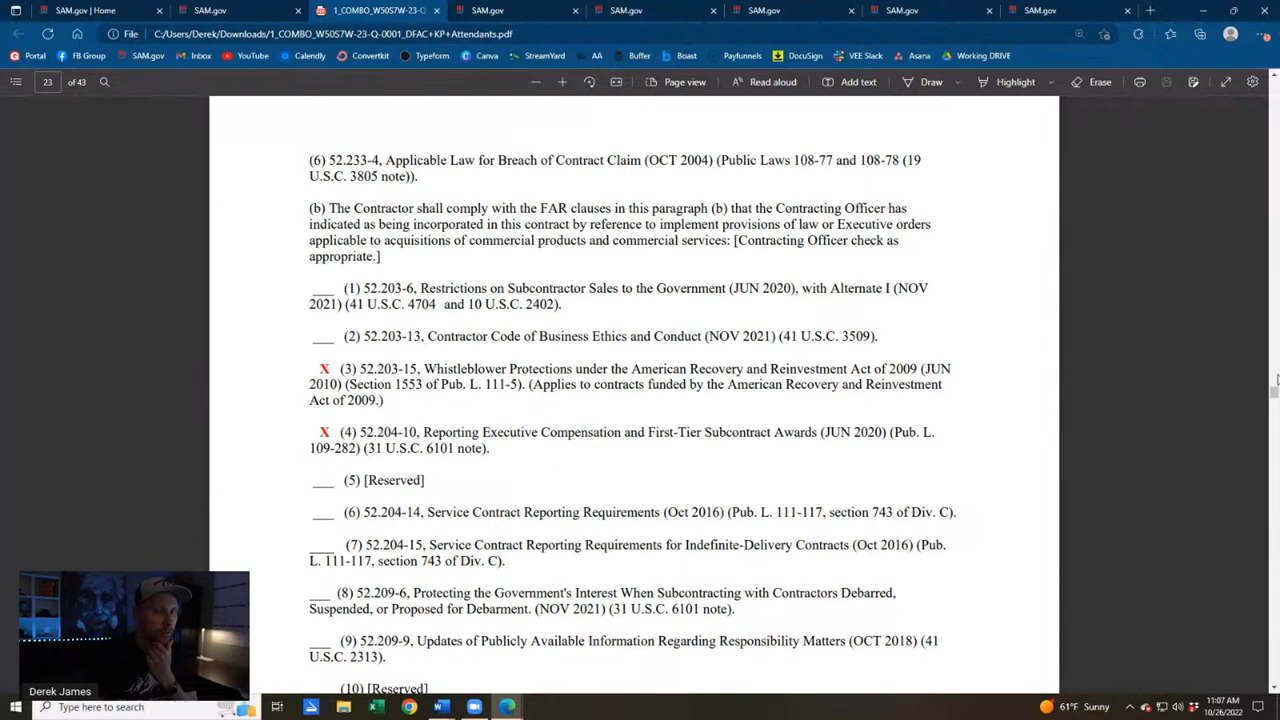 SAM.gov | Home
SAM.gov
1_COMBO_W50S7W-23-Q-
SAM.gov
SAM.gov
SAM.gov
SAM.gov
SAM.gov
File
C:/Users/Derek/Downloads/1_COMBO_W50S7W-23-Q-0001_DFAC+KP+Attendants.pdf
Portal
FB Group
SAM.gov
Inbox
YouTube
Calendly
Convertkit
Typeform
Canva
StreamYard
AA
Buffer
Boast
Payfunnels
DocuSign
VEE Slack
Asana
Working DRIVE
23 of 43
Page view
Read aloud
Add text
Draw
Highlight
Erase
(6) 52.233-4, Applicable Law for Breach of Contract Claim (OCT 2004) (Public Laws 108-77 and 108-78 (19
U.S.C. 3805 note)).
(b) The Contractor shall comply with the FAR clauses in this paragraph (b) that the Contracting Officer has
indicated as being incorporated in this contract by reference to implement provisions of law or Executive orders
applicable to acquisitions of commercial products and commercial services: [Contracting Officer check as
appropriate.]
___ (1) 52.203-6, Restrictions on Subcontractor Sales to the Government (JUN 2020), with Alternate I (NOV
2021) (41 U.S.C. 4704 and 10 U.S.C. 2402).
___ (2) 52.203-13, Contractor Code of Business Ethics and Conduct (NOV 2021) (41 U.S.C. 3509).
X (3) 52.203-15, Whistleblower Protections under the American Recovery and Reinvestment Act of 2009 (JUN
2010) (Section 1553 of Pub. L. 111-5). (Applies to contracts funded by the American Recovery and Reinvestment
Act of 2009.)
X (4) 52.204-10, Reporting Executive Compensation and First-Tier Subcontract Awards (JUN 2020) (Pub. L.
109-282) (31 U.S.C. 6101 note).
___ (5) [Reserved]
___ (6) 52.204-14, Service Contract Reporting Requirements (Oct 2016) (Pub. L. 111-117, section 743 of Div. C).
___ (7) 52.204-15, Service Contract Reporting Requirements for Indefinite-Delivery Contracts (Oct 2016) (Pub.
L. 111-117, section 743 of Div. C).
___ (8) 52.209-6, Protecting the Government's Interest When Subcontracting with Contractors Debarred,
Suspended, or Proposed for Debarment. (NOV 2021) (31 U.S.C. 6101 note).
___ (9) 52.209-9, Updates of Publicly Available Information Regarding Responsibility Matters (OCT 2018) (41
U.S.C. 2313).
(10) [Reserved]
Derek James
Type here to search
61°F Sunny
11:07 AM
10/26/2022